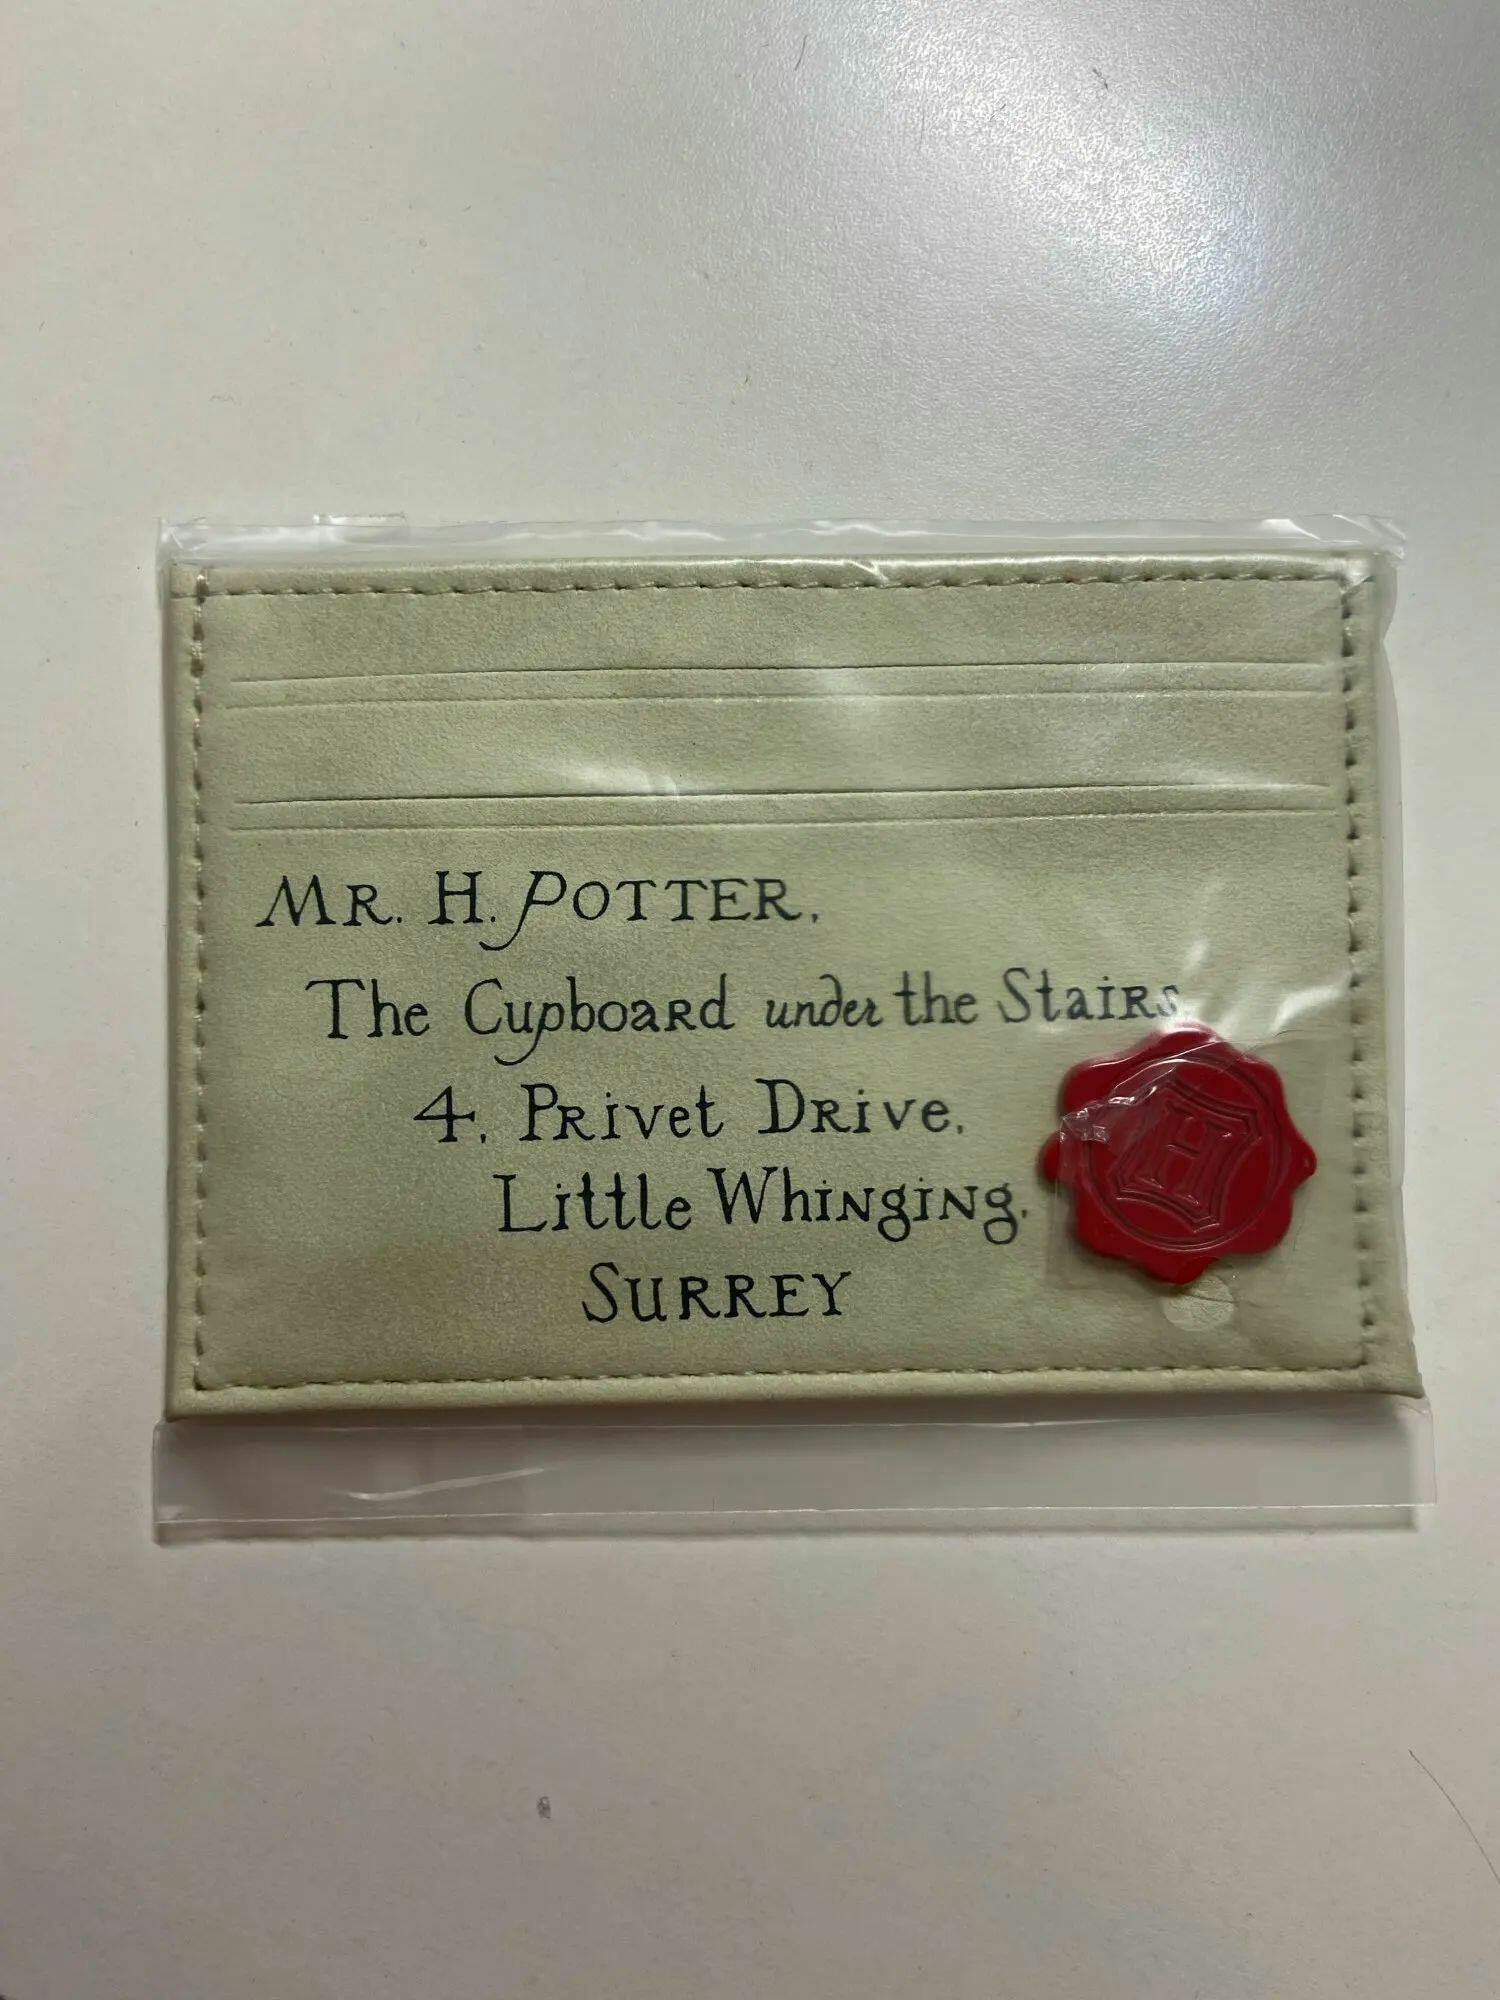 MR. H. POTTER,
The Cupboard under the Stairs,
4, Privet Drive,
Little Whinging,
SURREY
H